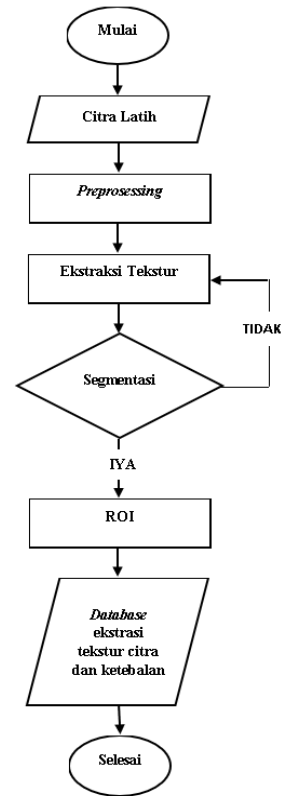 Mulai
Citra Latih
Preprosessing
Ekstraksi Tekstur
TIDAK
Segmentasi
IYA
ROI
Database
ekstrasi
tekstur citra
dan ketebalan
Selesai